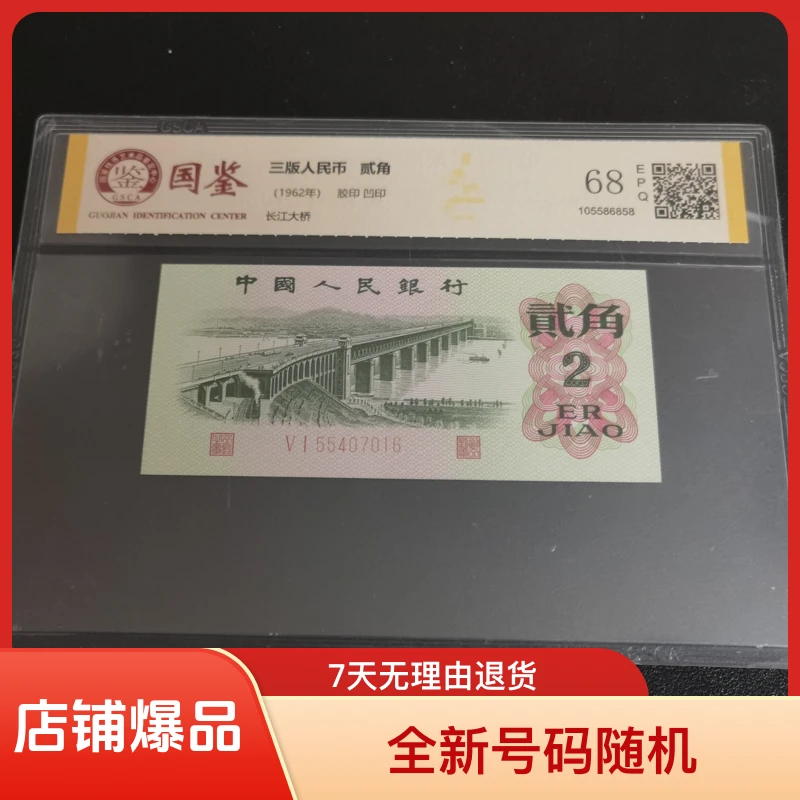 GSCA
国鉴
GSCA
GUOJIAN IDENTIFICATION CENTER
三版人民币 贰角
(1962年) 胶印 凹印
长江大桥
68
EPQ
105586858
中國人民銀行
貳角
2
ER
JIAO
VI55407016
7天无理由退货
店铺爆品
全新号码随机